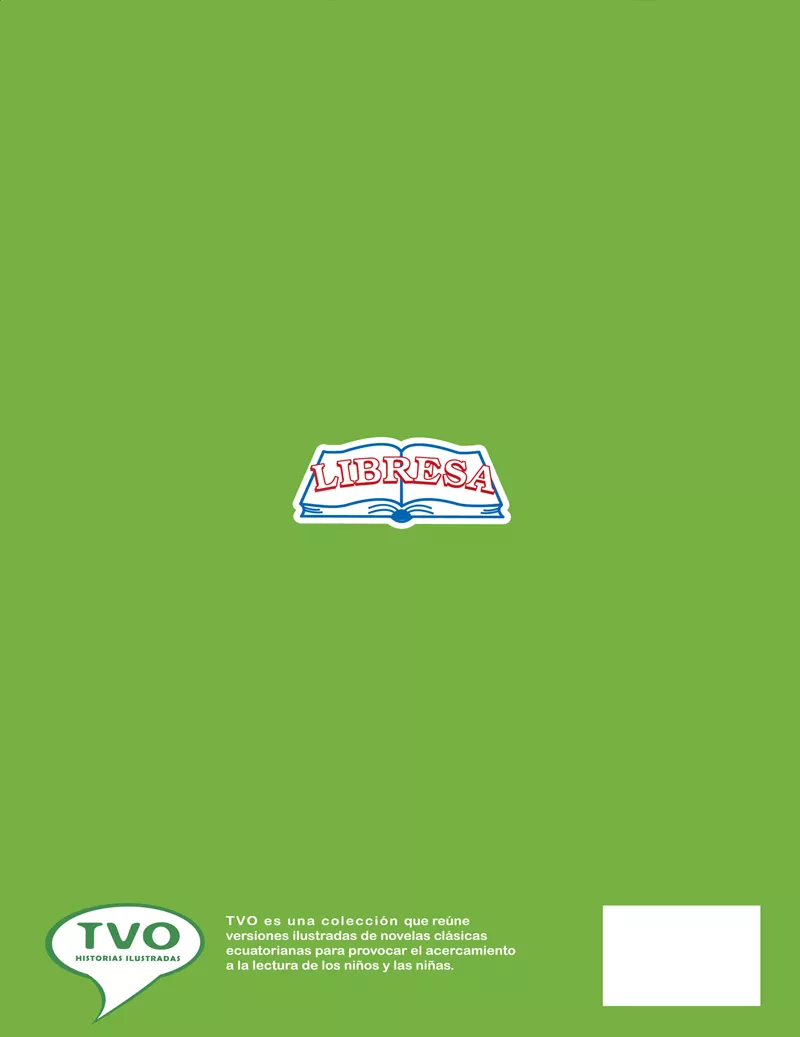 LIBRESA
TVO
HISTORIAS ILUSTRADAS
TVO es una colección que reúne
versiones ilustradas de novelas clásicas
ecuatorianas para provocar el acercamiento
a la lectura de los niños y las niñas.